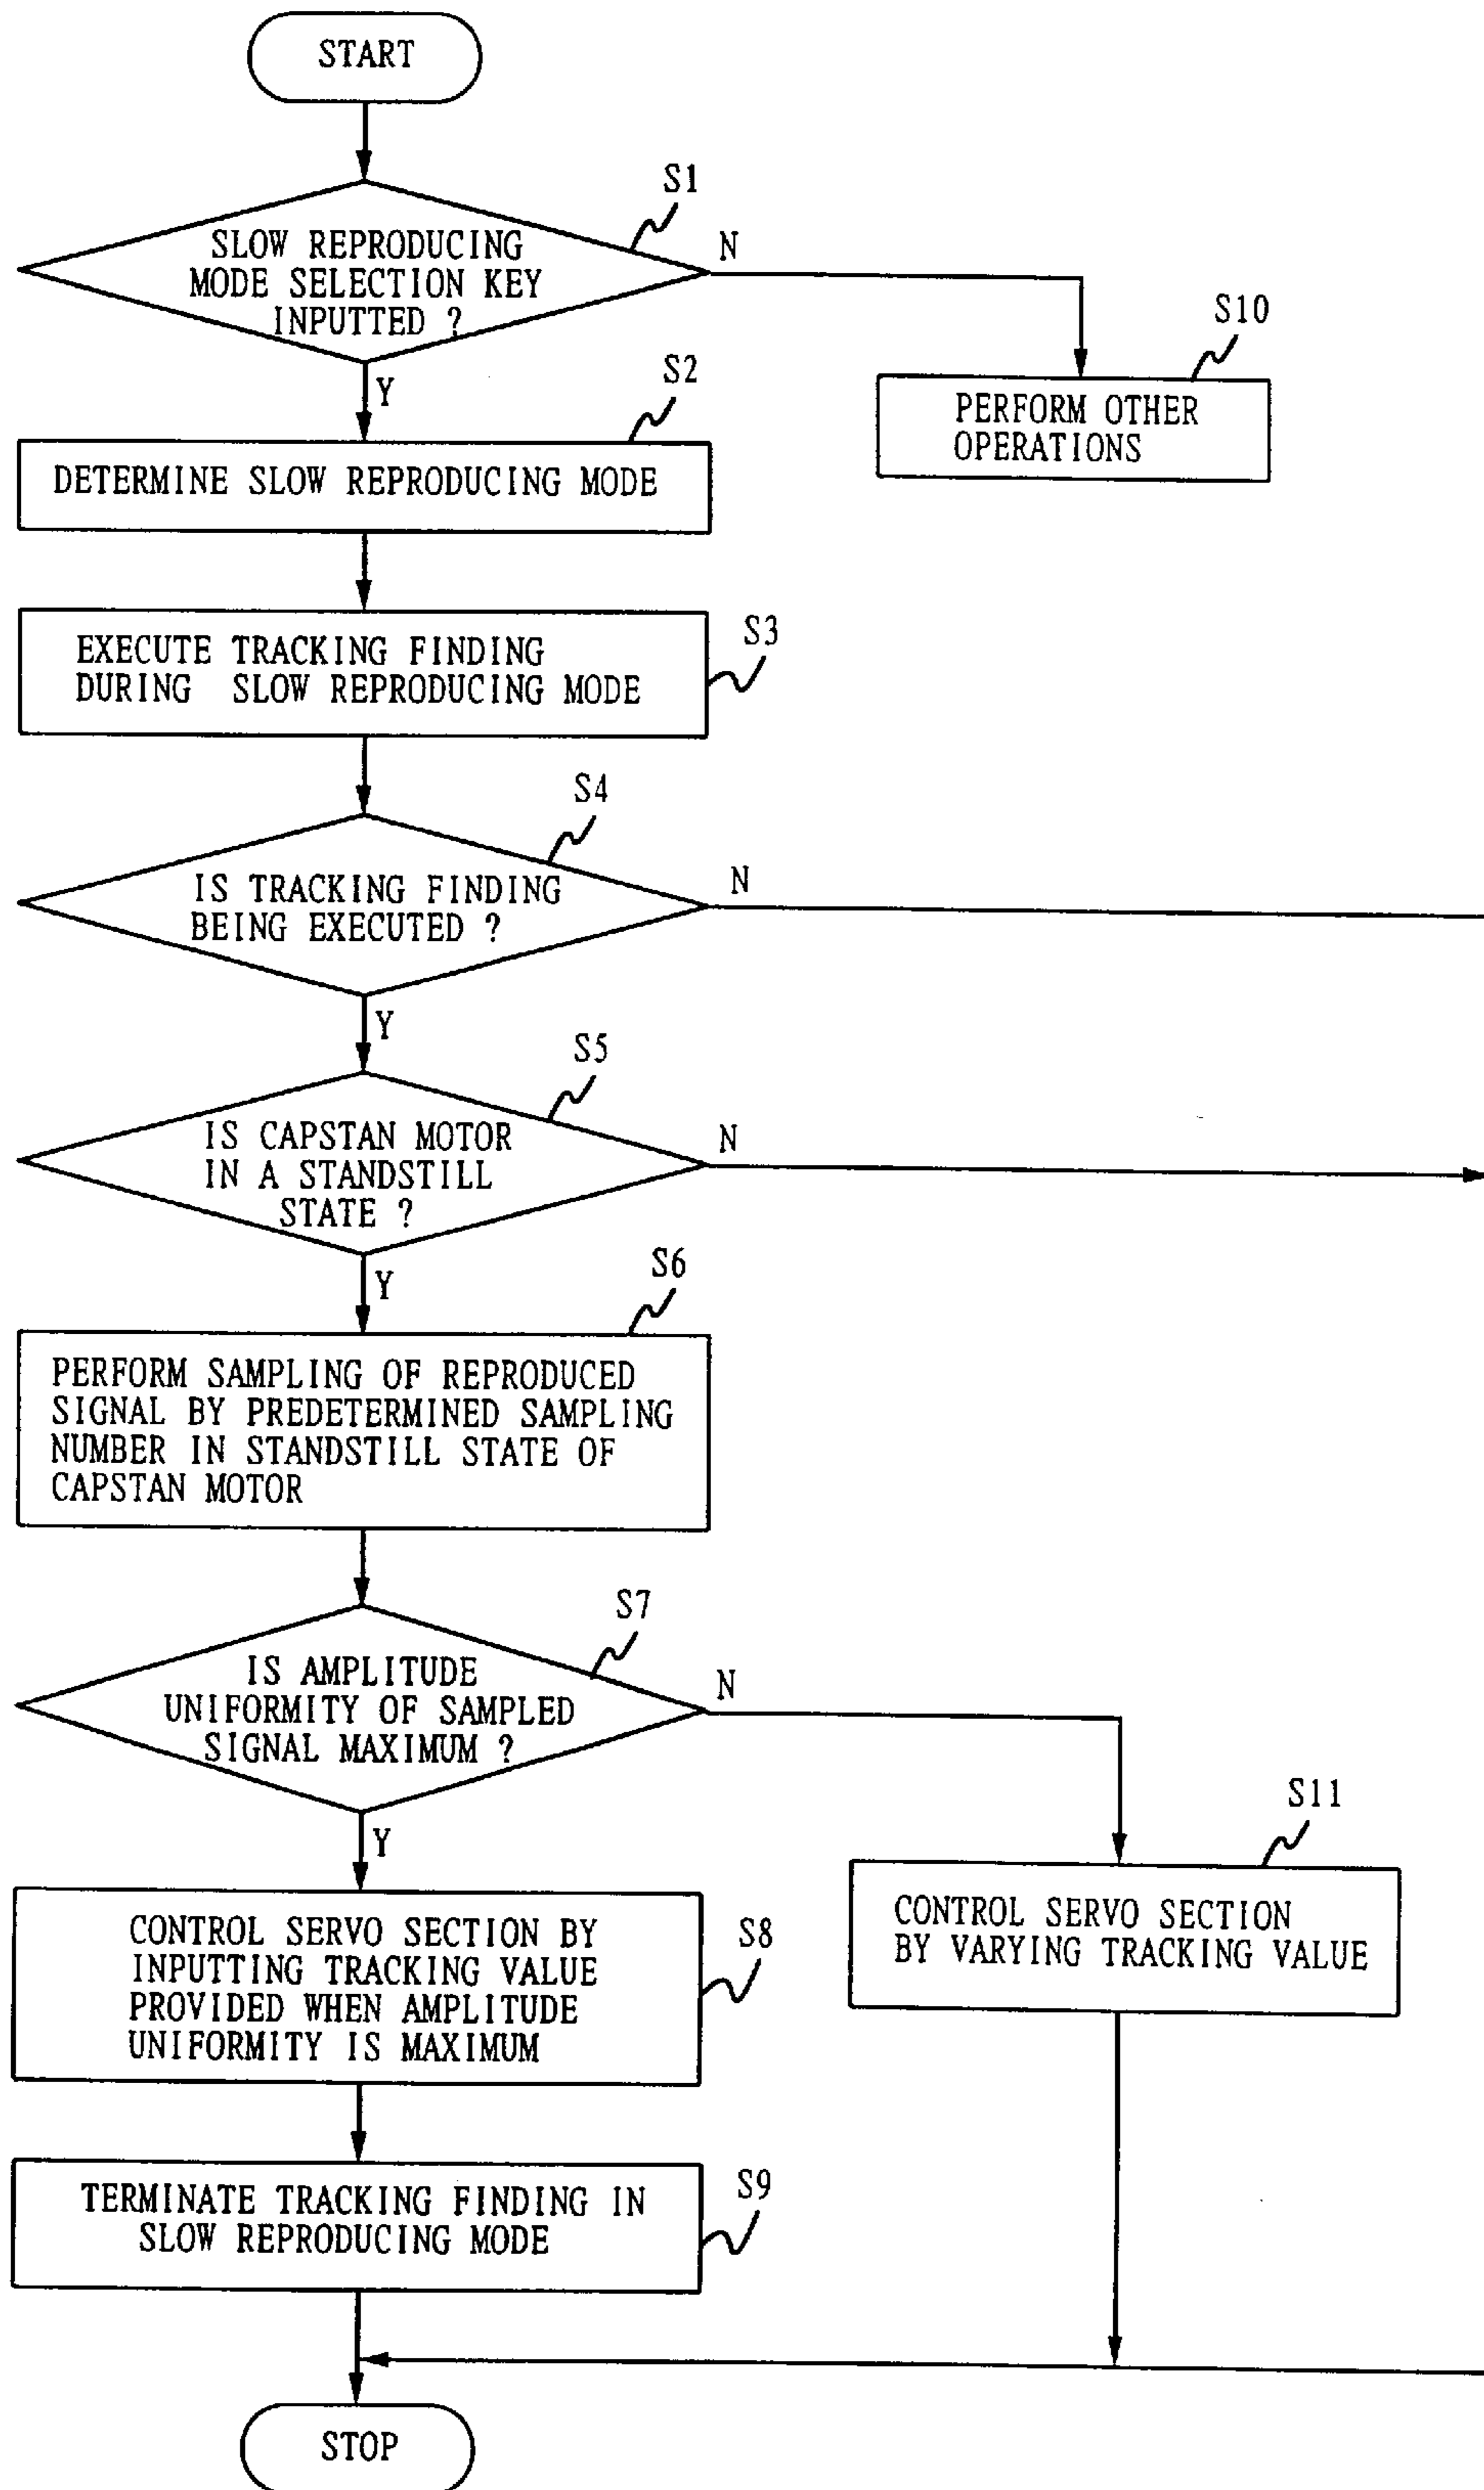 START
S1
SLOW REPRODUCING
MODE SELECTION KEY
INPUTTED ?
N
Y
S10
PERFORM OTHER
OPERATIONS
S2
DETERMINE SLOW REPRODUCING MODE
S3
EXECUTE TRACKING FINDING
DURING SLOW REPRODUCING MODE
S4
IS TRACKING FINDING
BEING EXECUTED ?
N
Y
S5
IS CAPSTAN MOTOR
IN A STANDSTILL
STATE ?
N
Y
S6
PERFORM SAMPLING OF REPRODUCED
SIGNAL BY PREDETERMINED SAMPLING
NUMBER IN STANDSTILL STATE OF
CAPSTAN MOTOR
S7
IS AMPLITUDE
UNIFORMITY OF SAMPLED
SIGNAL MAXIMUM ?
N
Y
S11
CONTROL SERVO SECTION
BY VARYING TRACKING VALUE
S8
CONTROL SERVO SECTION BY
INPUTTING TRACKING VALUE
PROVIDED WHEN AMPLITUDE
UNIFORMITY IS MAXIMUM
S9
TERMINATE TRACKING FINDING IN
SLOW REPRODUCING MODE
STOP